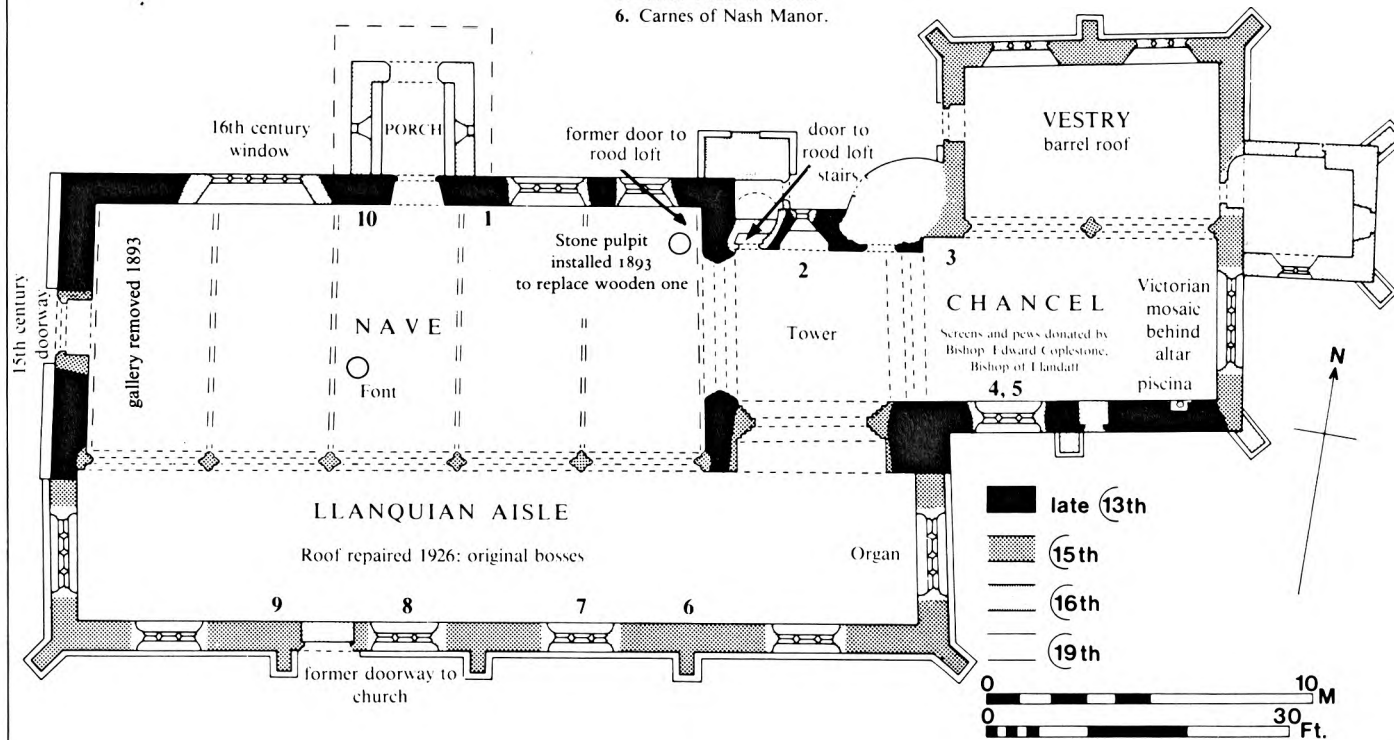 6. Carnes of Nash Manor.
16th century
window
PORCH
former door to
rood loft
door to
rood loft
stairs
VESTRY
barrel roof
10
1
15th century
doorway
gallery removed 1893
NAVE
Font
Stone pulpit
installed 1893
to replace wooden one
2
Tower
3
CHANCEL
Screens and pews donated by
Bishop Edward Coplestone,
Bishop of Llandaff
4, 5
Victorian
mosaic
behind
altar
piscina
N
LLANQUIAN AISLE
Roof repaired 1926: original bosses
Organ
9
8
7
6
former doorway to
church
late (13th
(15th
(16th
(19th
0 10 M
0 30 Ft.